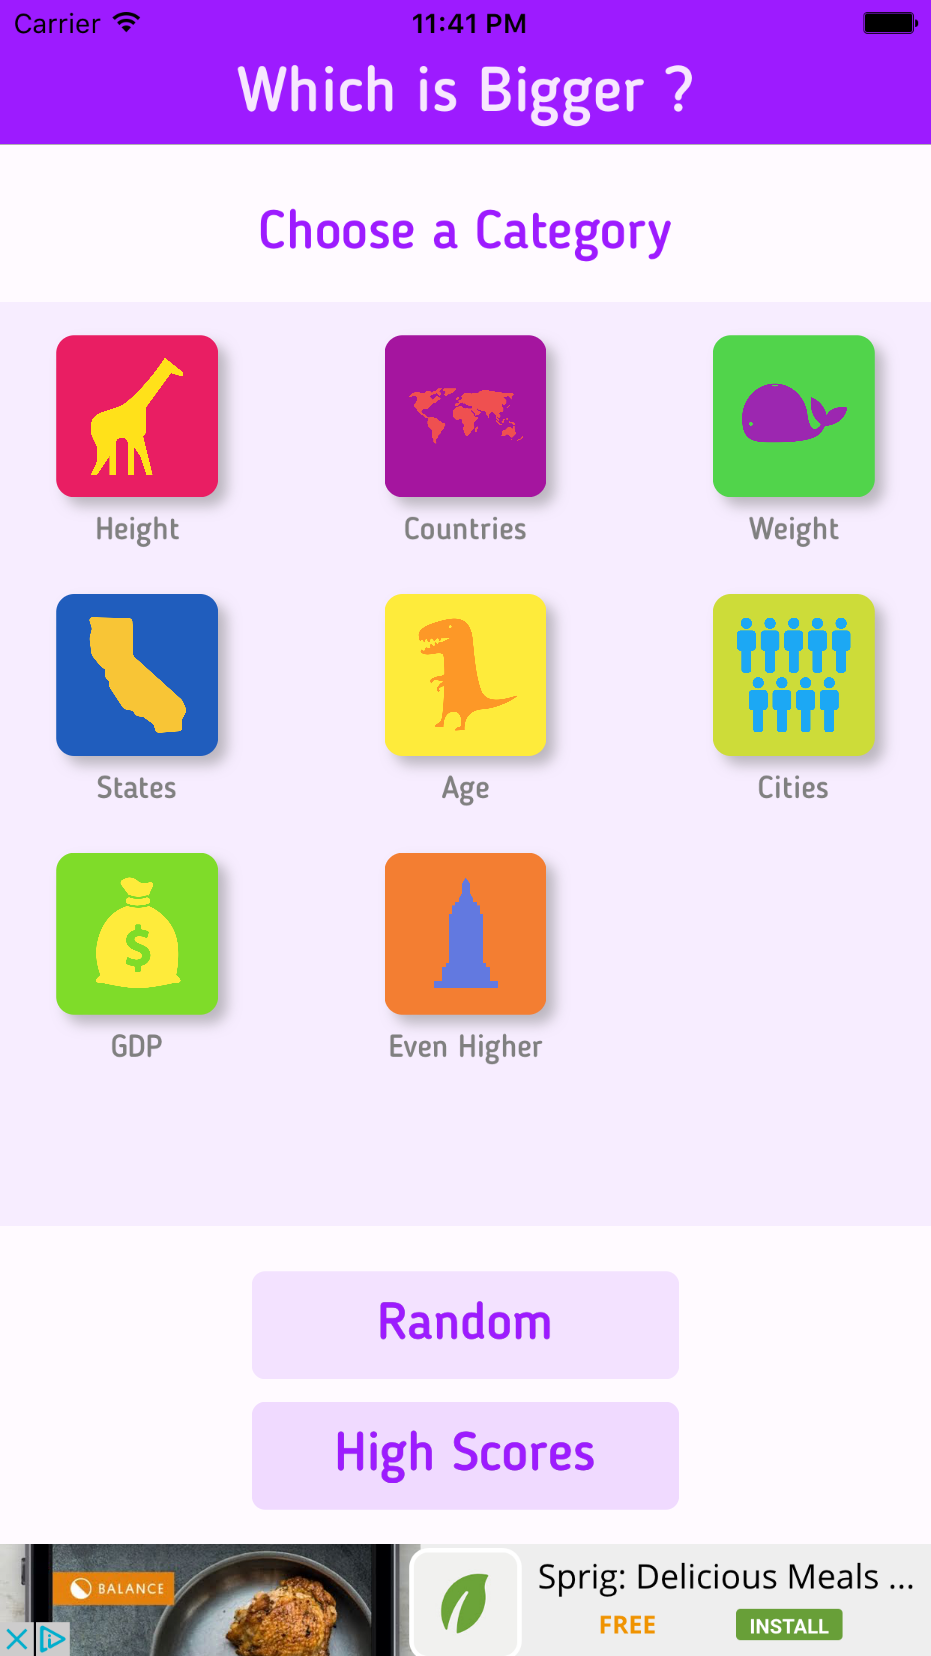 Carrier 11:41 PM
Which is Bigger ?
Choose a Category
Height Countries Weight
States Age Cities
$
GDP Even Higher
Random
High Scores
BALANCE
Sprig: Delicious Meals ...
FREE INSTALL